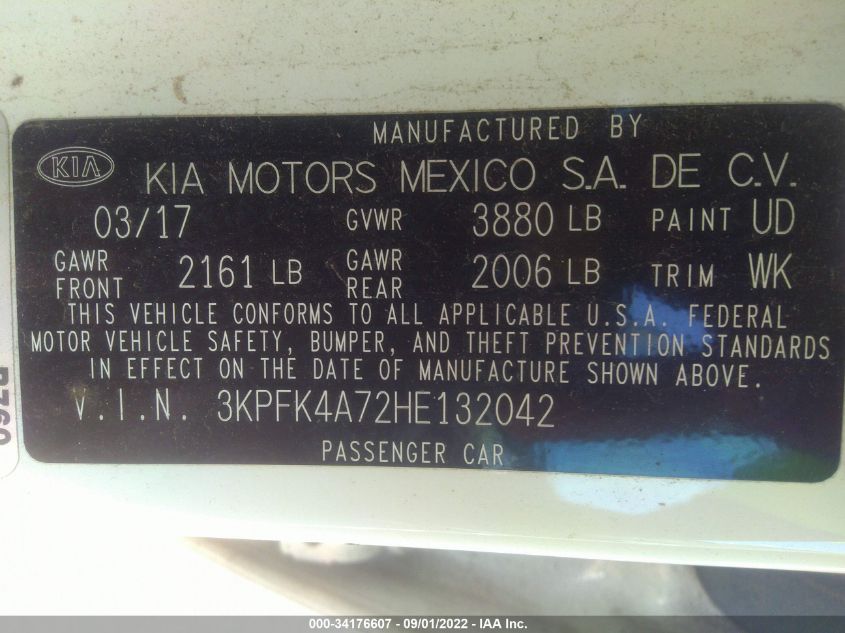 MANUFACTURED BY
KIA KIA MOTORS MEXICO S.A. DE C.V.
03/17 GVWR 3880 LB PAINT UD
GAWR FRONT 2161 LB GAWR REAR 2006 LB TRIM WK
THIS VEHICLE CONFORMS TO ALL APPLICABLE U.S.A. FEDERAL
MOTOR VEHICLE SAFETY, BUMPER, AND THEFT PREVENTION STANDARDS
IN EFFECT ON THE DATE OF MANUFACTURE SHOWN ABOVE.
V.I.N. 3KPFK4A72HE132042
PASSENGER CAR
000-34176607 - 09/01/2022 - IAA Inc.